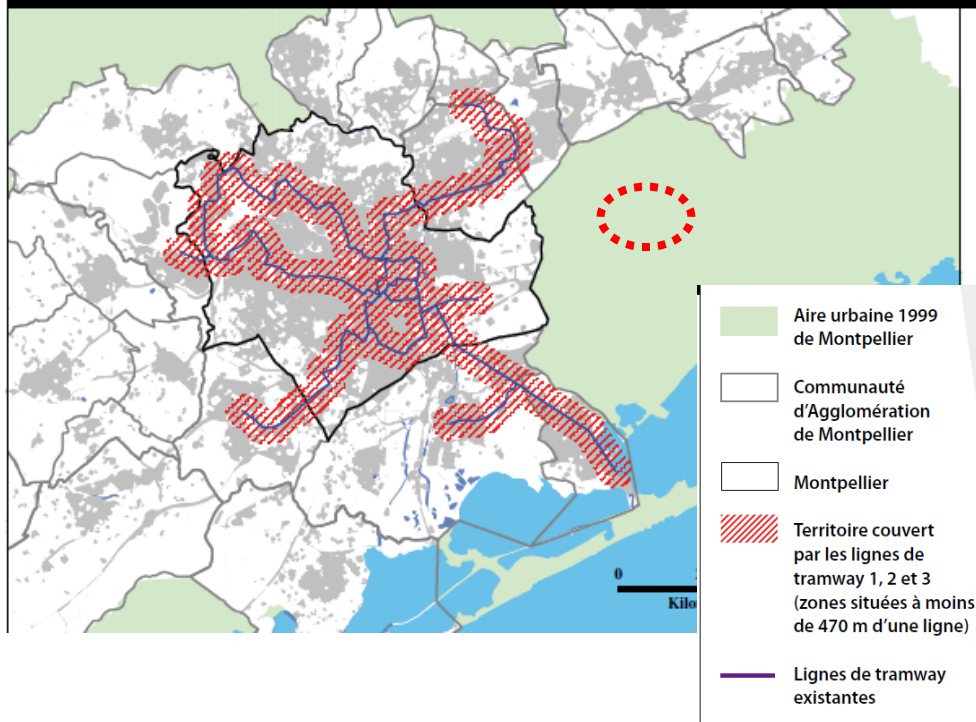 0
Kilo
Aire urbaine 1999
de Montpellier
Communauté
d'Agglomération
de Montpellier
Montpellier
Territoire couvert
par les lignes de
tramway 1, 2 et 3
(zones situées à moins
de 470 m d'une ligne)
Lignes de tramway
existantes